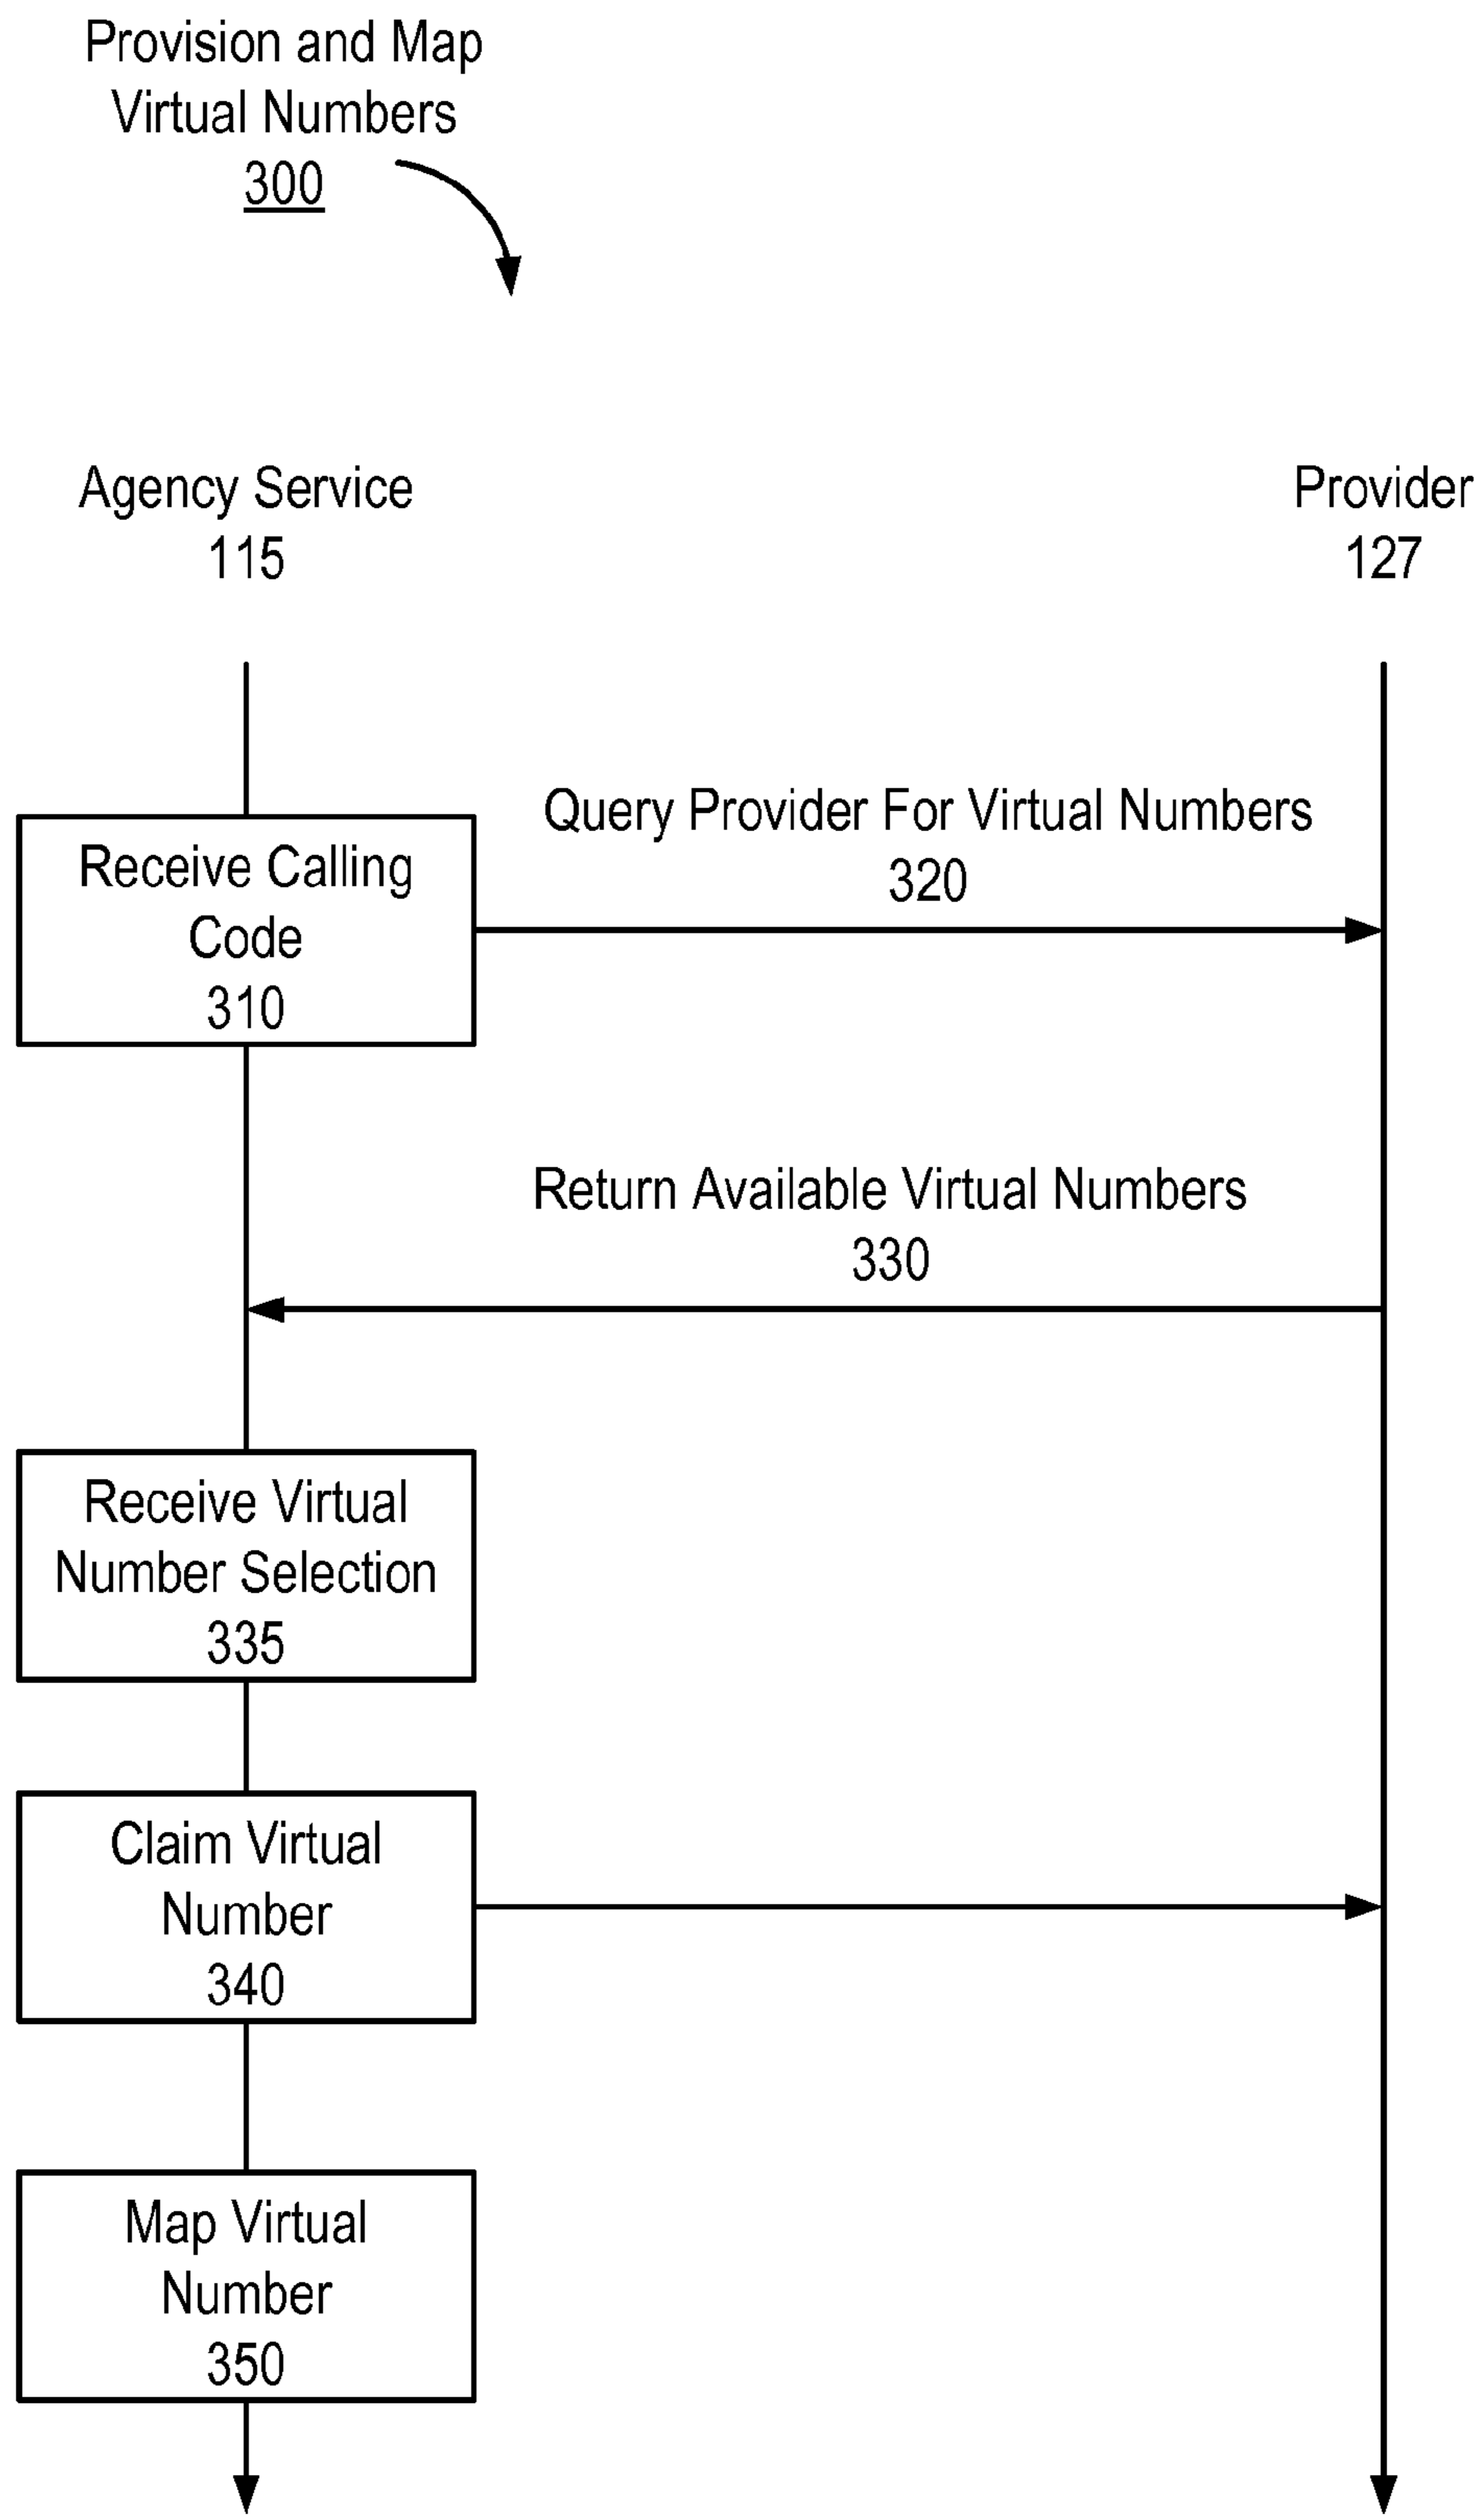 Provision and Map
Virtual Numbers
300
Agency Service
115
Provider
127
Query Provider For Virtual Numbers
320
Receive Calling
Code
310
Return Available Virtual Numbers
330
Receive Virtual
Number Selection
335
Claim Virtual
Number
340
Map Virtual
Number
350